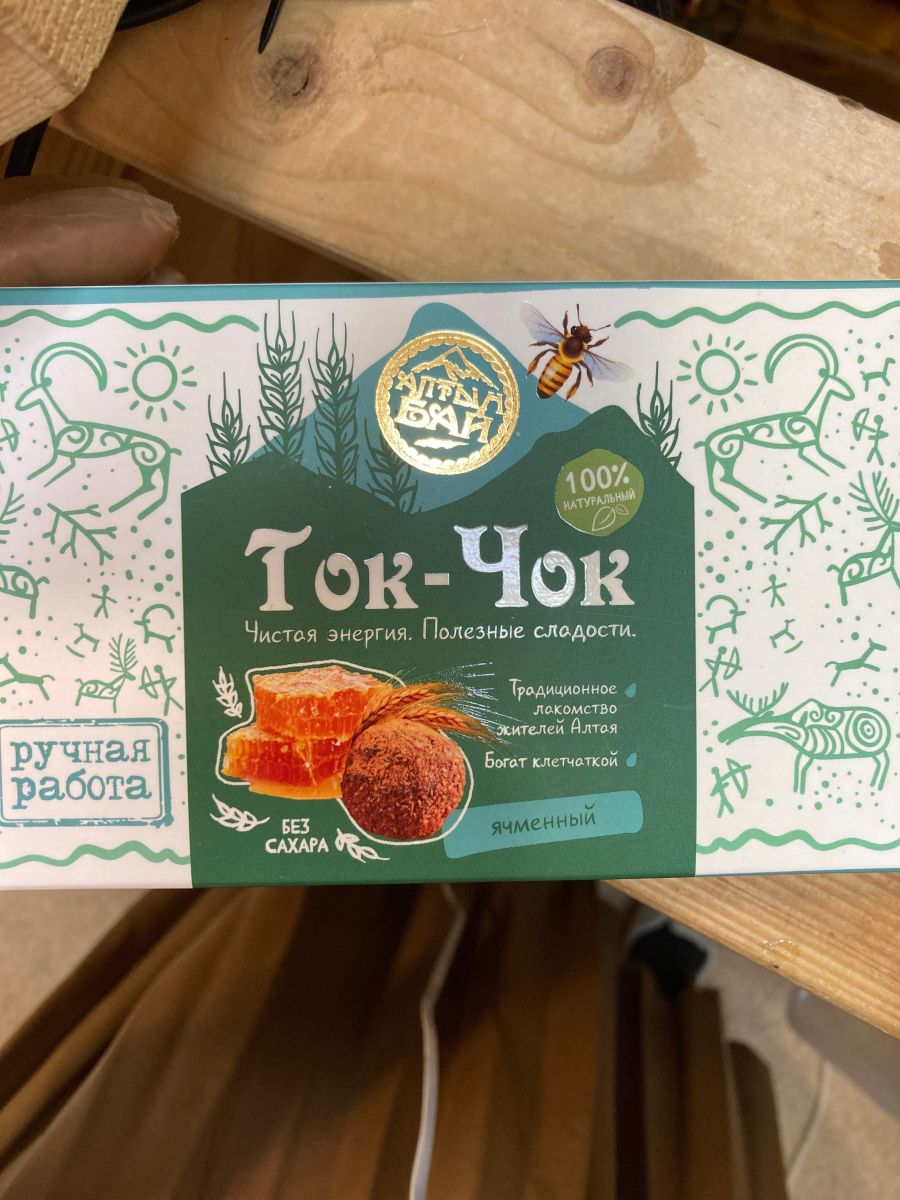 АЛТЫН
БАЙ
100%
НАТУРАЛЬНЫЙ
Ток-Чок
Чистая энергия. Полезные сладости.
Традиционное
лакомство
жителей Алтая
Богат клетчаткой
ручная
работа
БЕЗ
САХАРА
ячменный